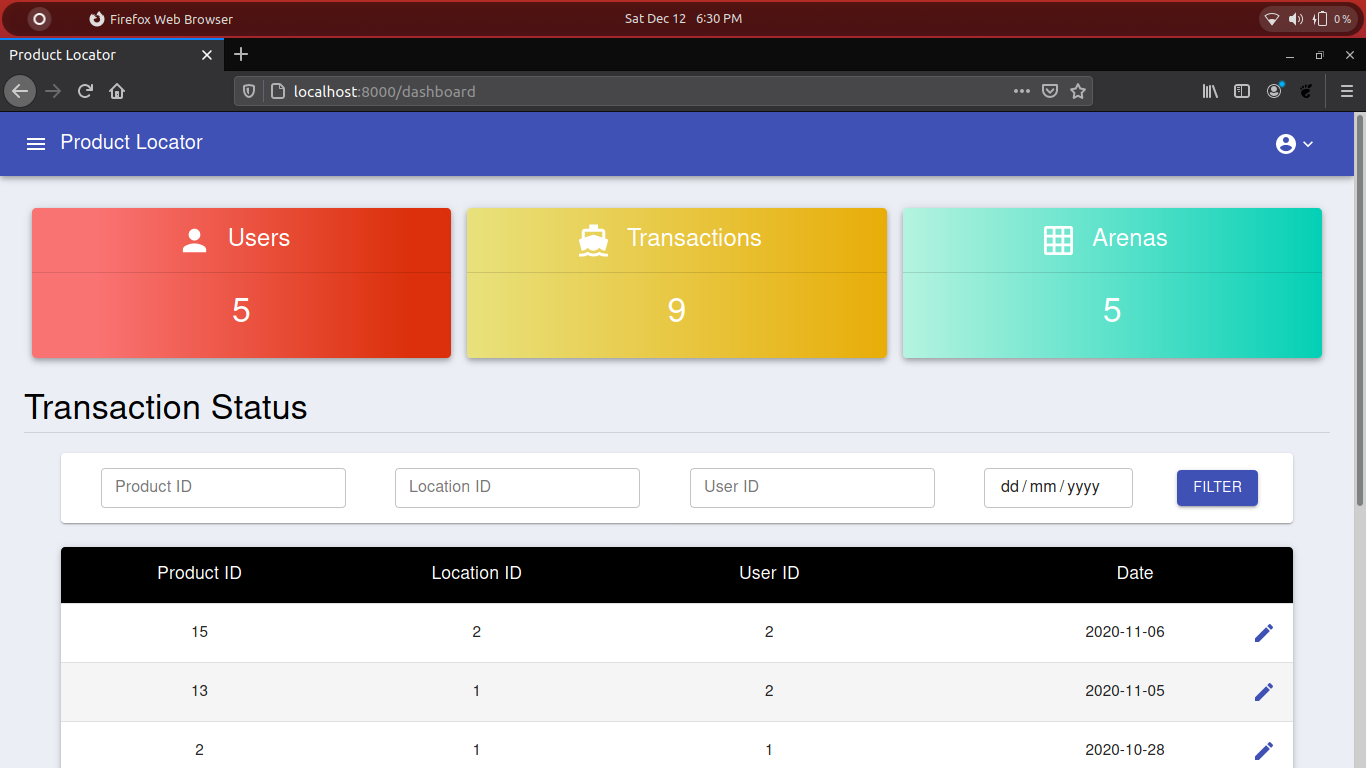 Firefox Web Browser Sat Dec 12 6:30 PM 0 %
Product Locator
localhost:8000/dashboard
Product Locator
Users Transactions Arenas
5 9 5
Transaction Status
Product ID Location ID User ID dd / mm / yyyy FILTER
Product ID Location ID User ID Date
15 2 2 2020-11-06
13 1 2 2020-11-05
2 1 1 2020-10-28